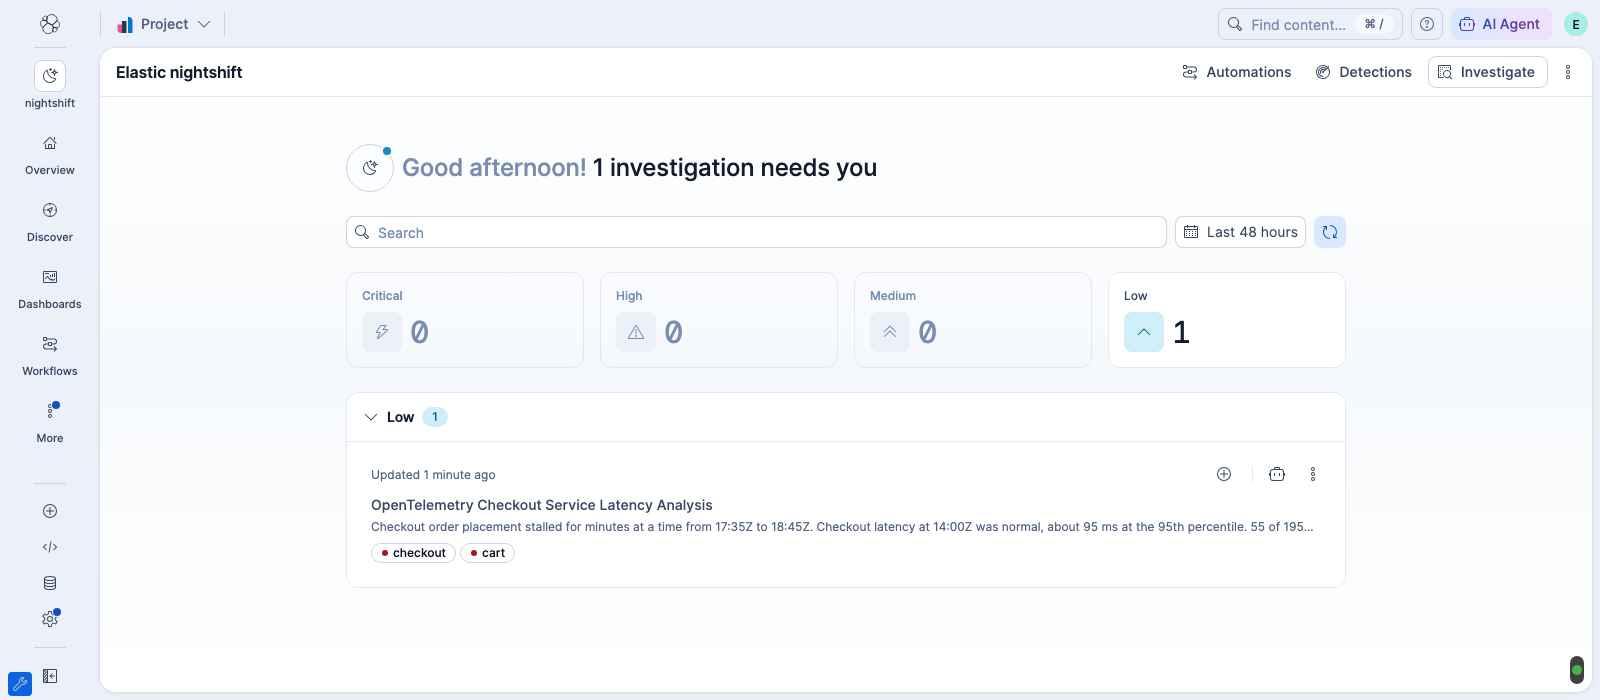 Project
Find content... ⌘ /
AI Agent
E
Elastic nightshift
Automations
Detections
Investigate
nightshift
Overview
Discover
Dashboards
Workflows
More
Good afternoon! 1 investigation needs you
Search
Last 48 hours
Critical
0
High
0
Medium
0
Low
1
Low 1
Updated 1 minute ago
OpenTelemetry Checkout Service Latency Analysis
Checkout order placement stalled for minutes at a time from 17:35Z to 18:45Z. Checkout latency at 14:00Z was normal, about 95 ms at the 95th percentile. 55 of 195...
checkout
cart